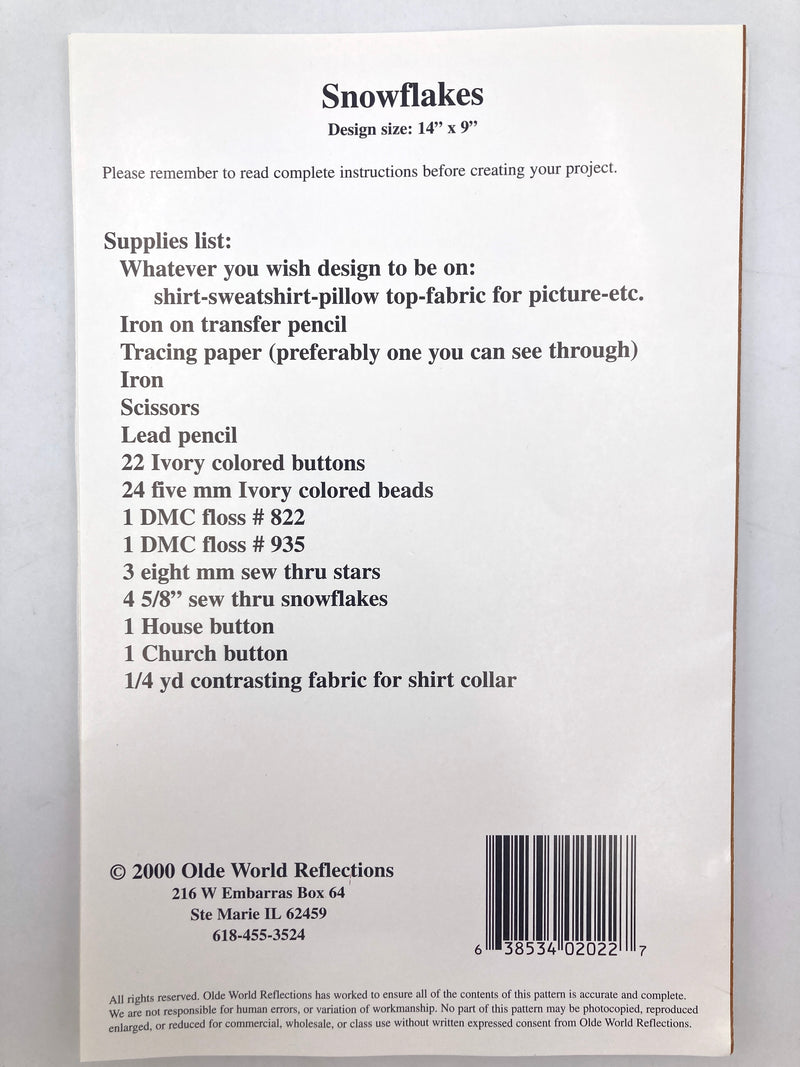 Snowflakes
Design size: 14” x 9”
Please remember to read complete instructions before creating your project.
Supplies list:
Whatever you wish design to be on:
shirt-sweatshirt-pillow top-fabric for picture-etc.
Iron on transfer pencil
Tracing paper (preferably one you can see through)
Iron
Scissors
Lead pencil
22 Ivory colored buttons
24 five mm Ivory colored beads
1 DMC floss # 822
1 DMC floss # 935
3 eight mm sew thru stars
4 5/8” sew thru snowflakes
1 House button
1 Church button
1/4 yd contrasting fabric for shirt collar
© 2000 Olde World Reflections
216 W Embarras Box 64
Ste Marie IL 62459
618-455-3524
6 38534 02022 7
All rights reserved. Olde World Reflections has worked to ensure all of the contents of this pattern is accurate and complete.
We are not responsible for human errors, or variation of workmanship. No part of this pattern may be photocopied, reproduced
enlarged, or reduced for commercial, wholesale, or class use without written expressed consent from Olde World Reflections.